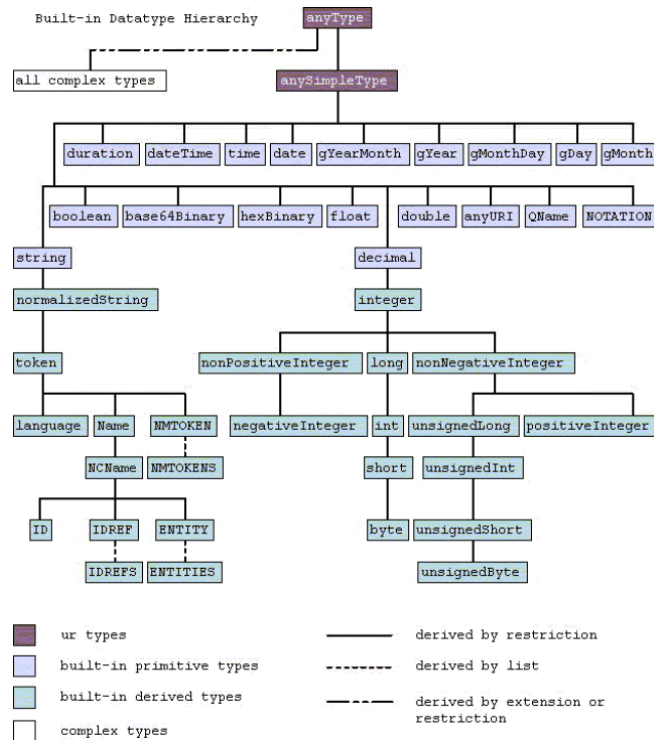 Built-in Datatype Hierarchy
anyType
all complex types
anySimpleType
duration dateTime time date gYearMonth gYear gMonthDay gDay gMonth
boolean base64Binary hexBinary float double anyURI QName NOTATION
string decimal
normalizedString integer
token nonPositiveInteger long nonNegativeInteger
language Name NMTOKEN negativeInteger int unsignedLong positiveInteger
NCName NMTOKENS short unsignedInt
ID IDREF ENTITY byte unsignedShort
IDREFS ENTITIES unsignedByte
ur types
built-in primitive types
built-in derived types
complex types
derived by restriction
derived by list
derived by extension or
restriction